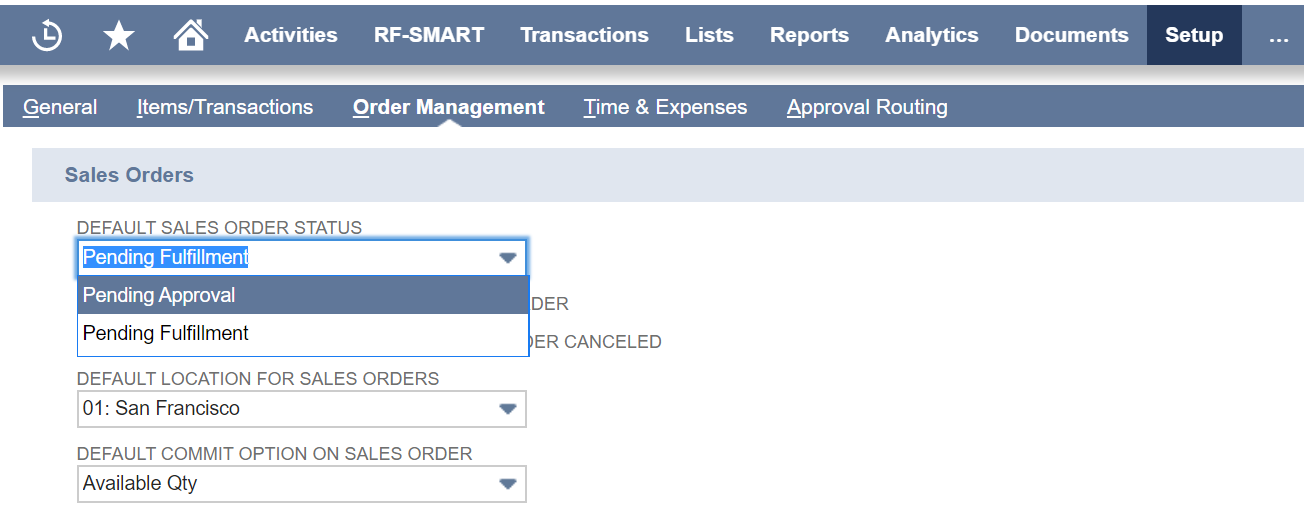 Activities RF-SMART Transactions Lists Reports Analytics Documents Setup ...
General Items/Transactions Order Management Time & Expenses Approval Routing
Sales Orders
DEFAULT SALES ORDER STATUS
Pending Fulfillment
Pending Approval
DER
Pending Fulfillment
DER CANCELED
DEFAULT LOCATION FOR SALES ORDERS
01: San Francisco
DEFAULT COMMIT OPTION ON SALES ORDER
Available Qty